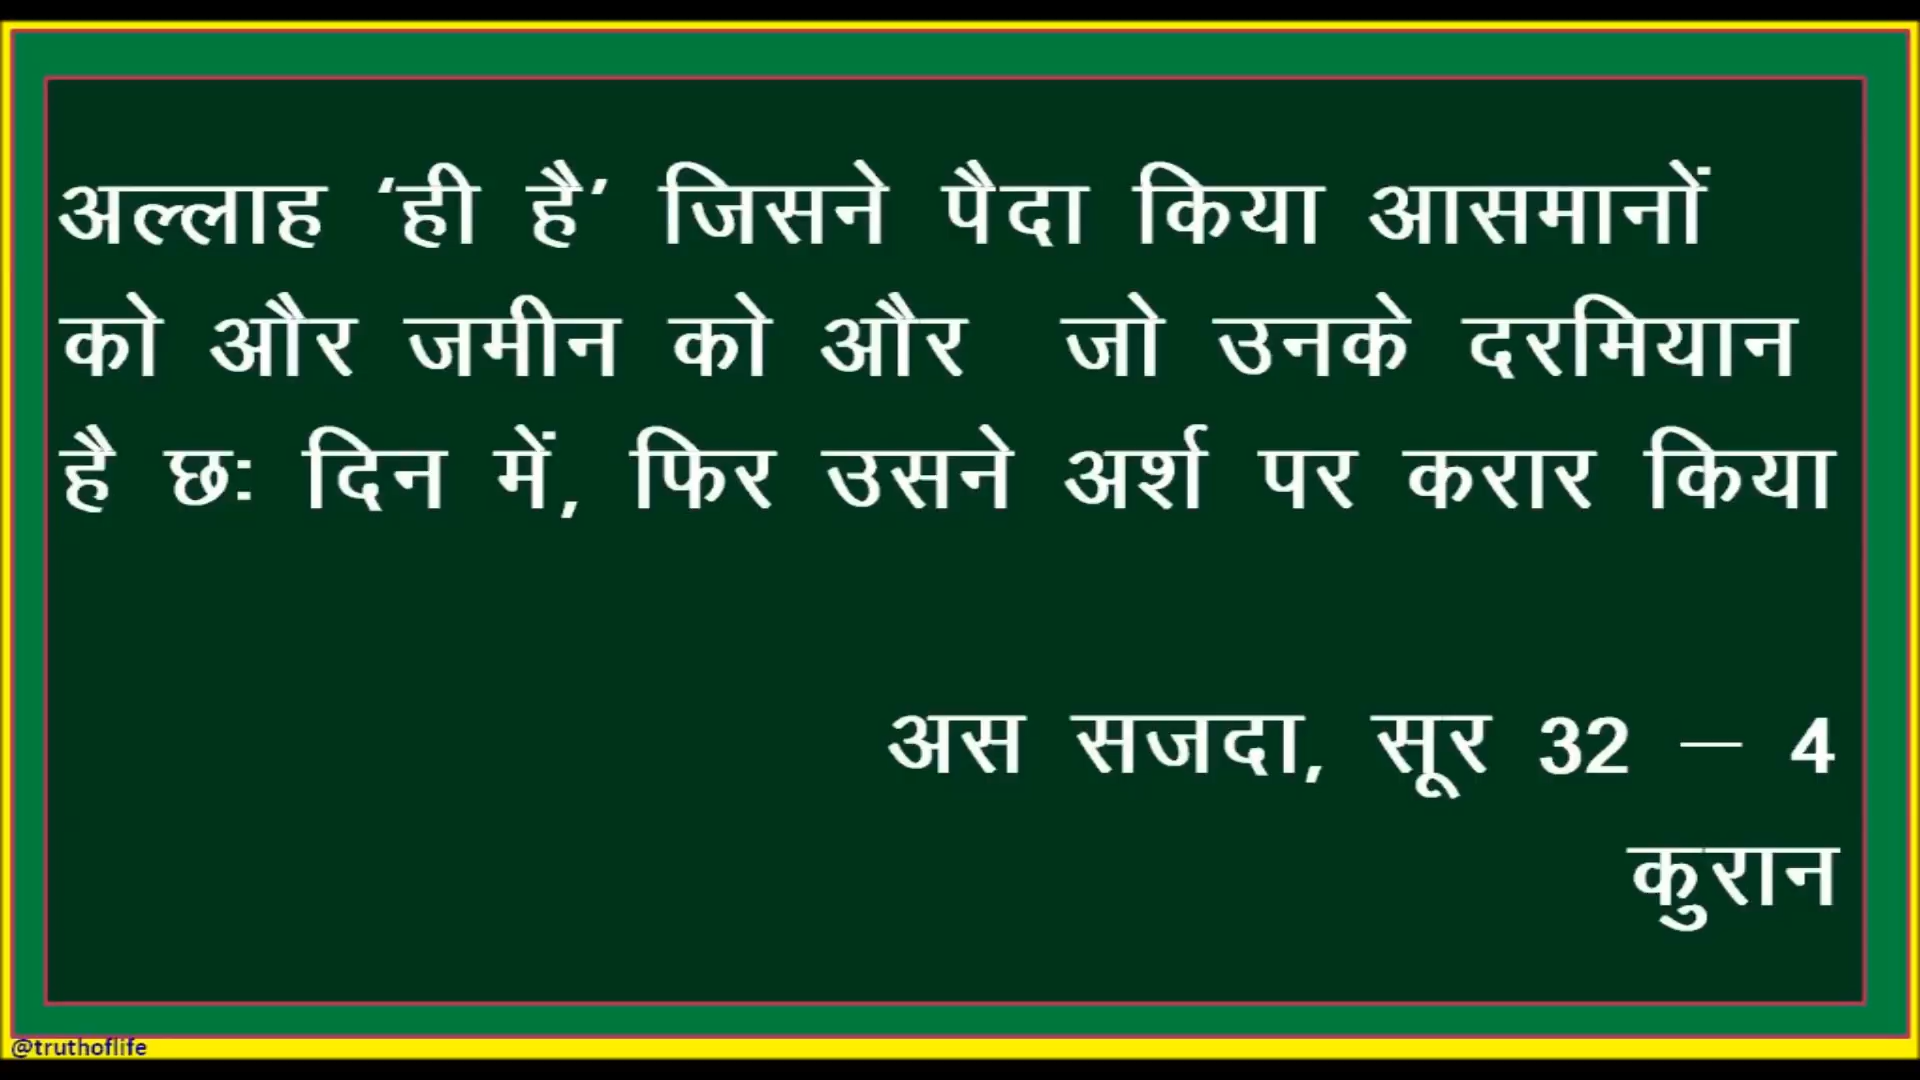 अल्लाह ‘ही है’ जिसने पैदा किया आसमानों
को और जमीन को और जो उनके दरमियान
है छः दिन में, फिर उसने अर्श पर करार किया
अस सजदा, सूर 32 – 4
कुरान
@truthoflife